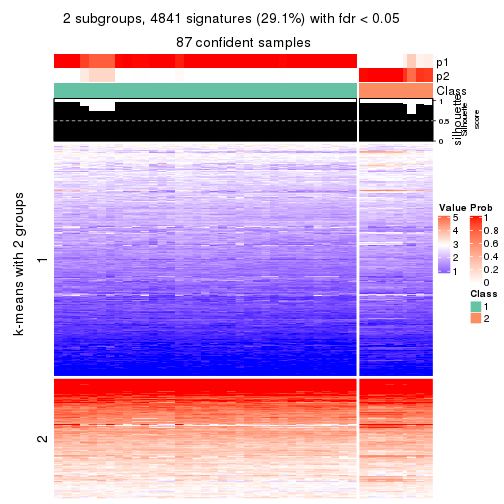 2 subgroups, 4841 signatures (29.1%) with fdr < 0.05
87 confident samples
p1
p2
Class
1
0.5
0
silhouette
Silhouette
score
k-means with 2 groups
1
2
Value
5
4
3
2
1
Prob
1
0.8
0.6
0.4
0.2
0
Class
1
2